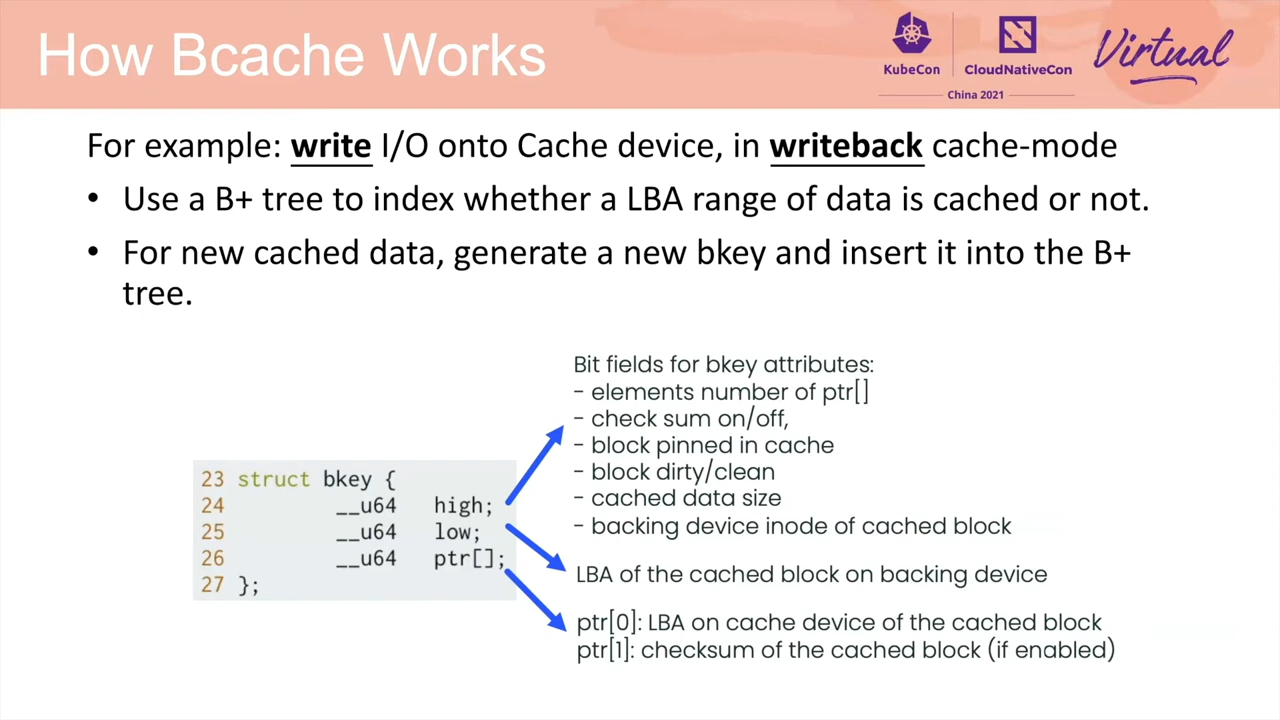 How Bcache Works
KubeCon
CloudNativeCon
Virtual
China 2021
For example: write I/O onto Cache device, in writeback cache-mode
• Use a B+ tree to index whether a LBA range of data is cached or not.
• For new cached data, generate a new bkey and insert it into the B+
tree.
Bit fields for bkey attributes:
- elements number of ptr[]
- check sum on/off,
- block pinned in cache
- block dirty/clean
- cached data size
- backing device inode of cached block
23 struct bkey {
24 __u64 high;
25 __u64 low;
26 __u64 ptr[];
27 };
LBA of the cached block on backing device
ptr[0]: LBA on cache device of the cached block
ptr[1]: checksum of the cached block (if enabled)